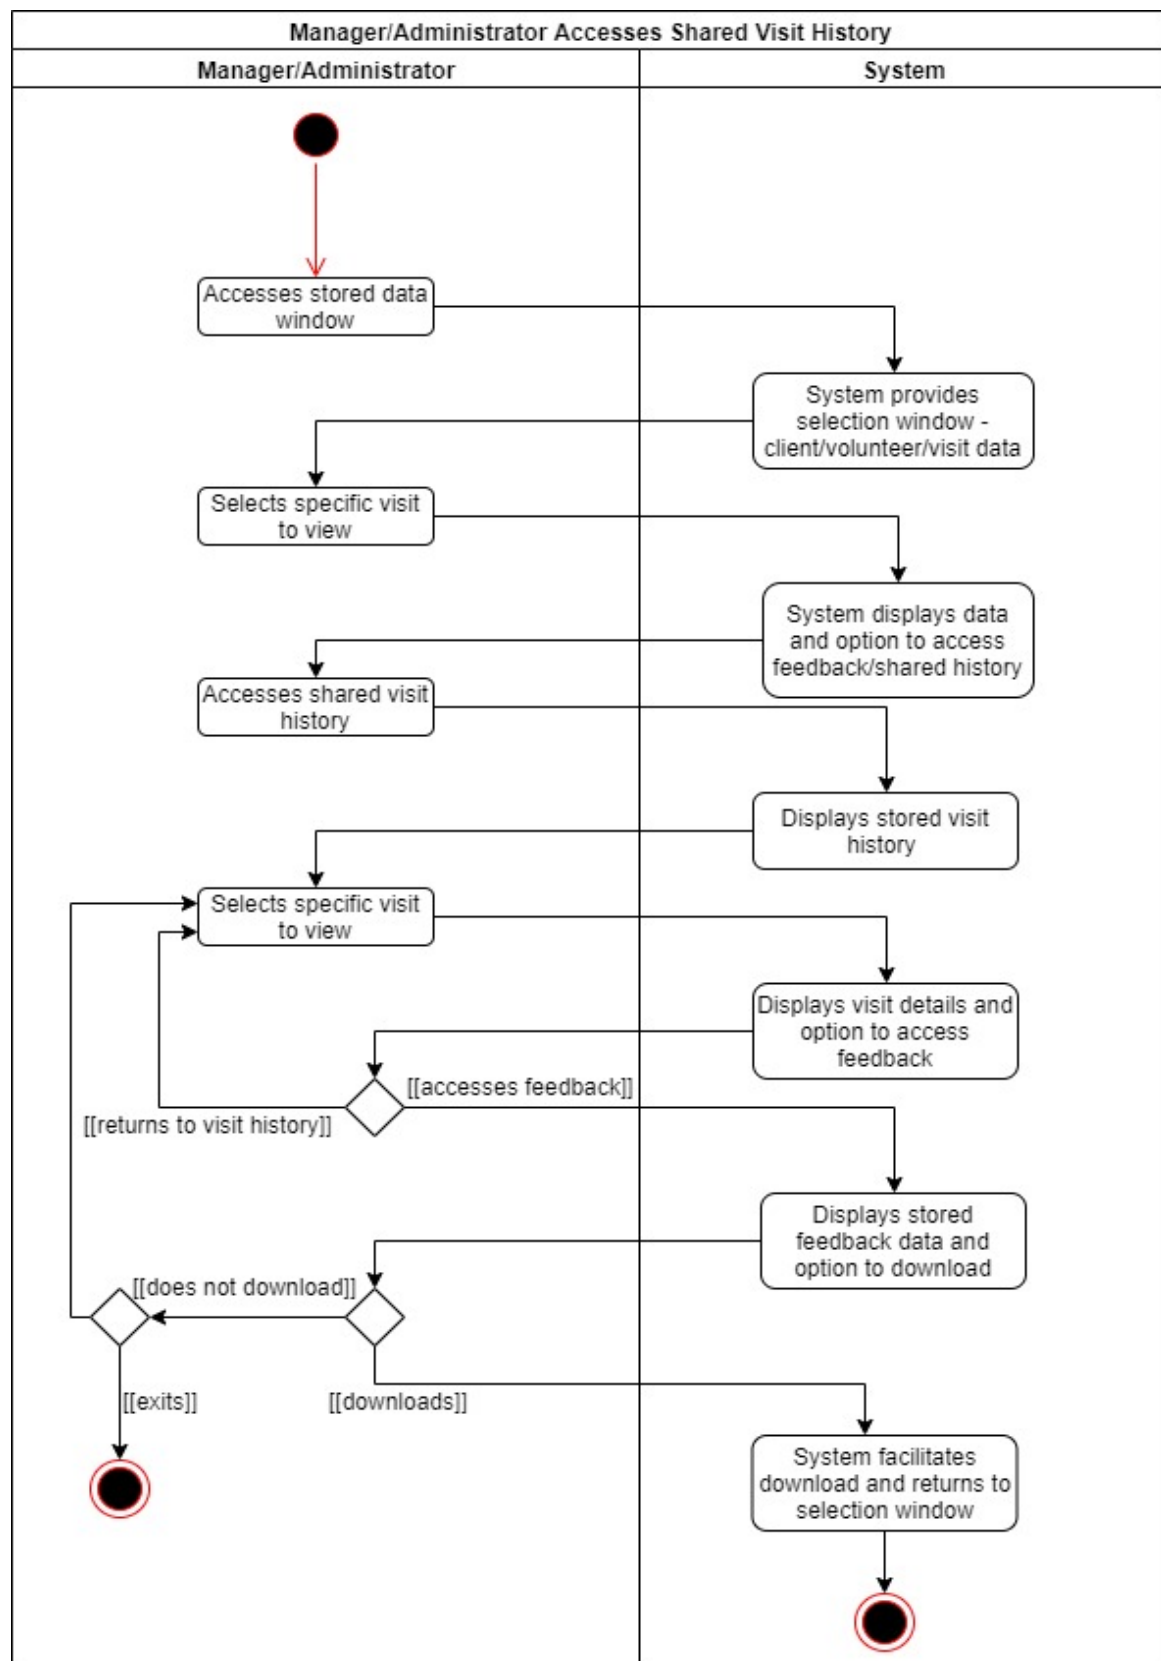 Manager/Administrator Accesses Shared Visit History
Manager/Administrator
System
Accesses stored data
window
System provides
selection window -
client/volunteer/visit data
Selects specific visit
to view
System displays data
and option to access
feedback/shared history
Accesses shared visit
history
Displays stored visit
history
Selects specific visit
to view
Displays visit details and
option to access
feedback
[[accesses feedback]]
[[returns to visit history]]
Displays stored
feedback data and
option to download
[[does not download]]
[[exits]]
[[downloads]]
System facilitates
download and returns to
selection window